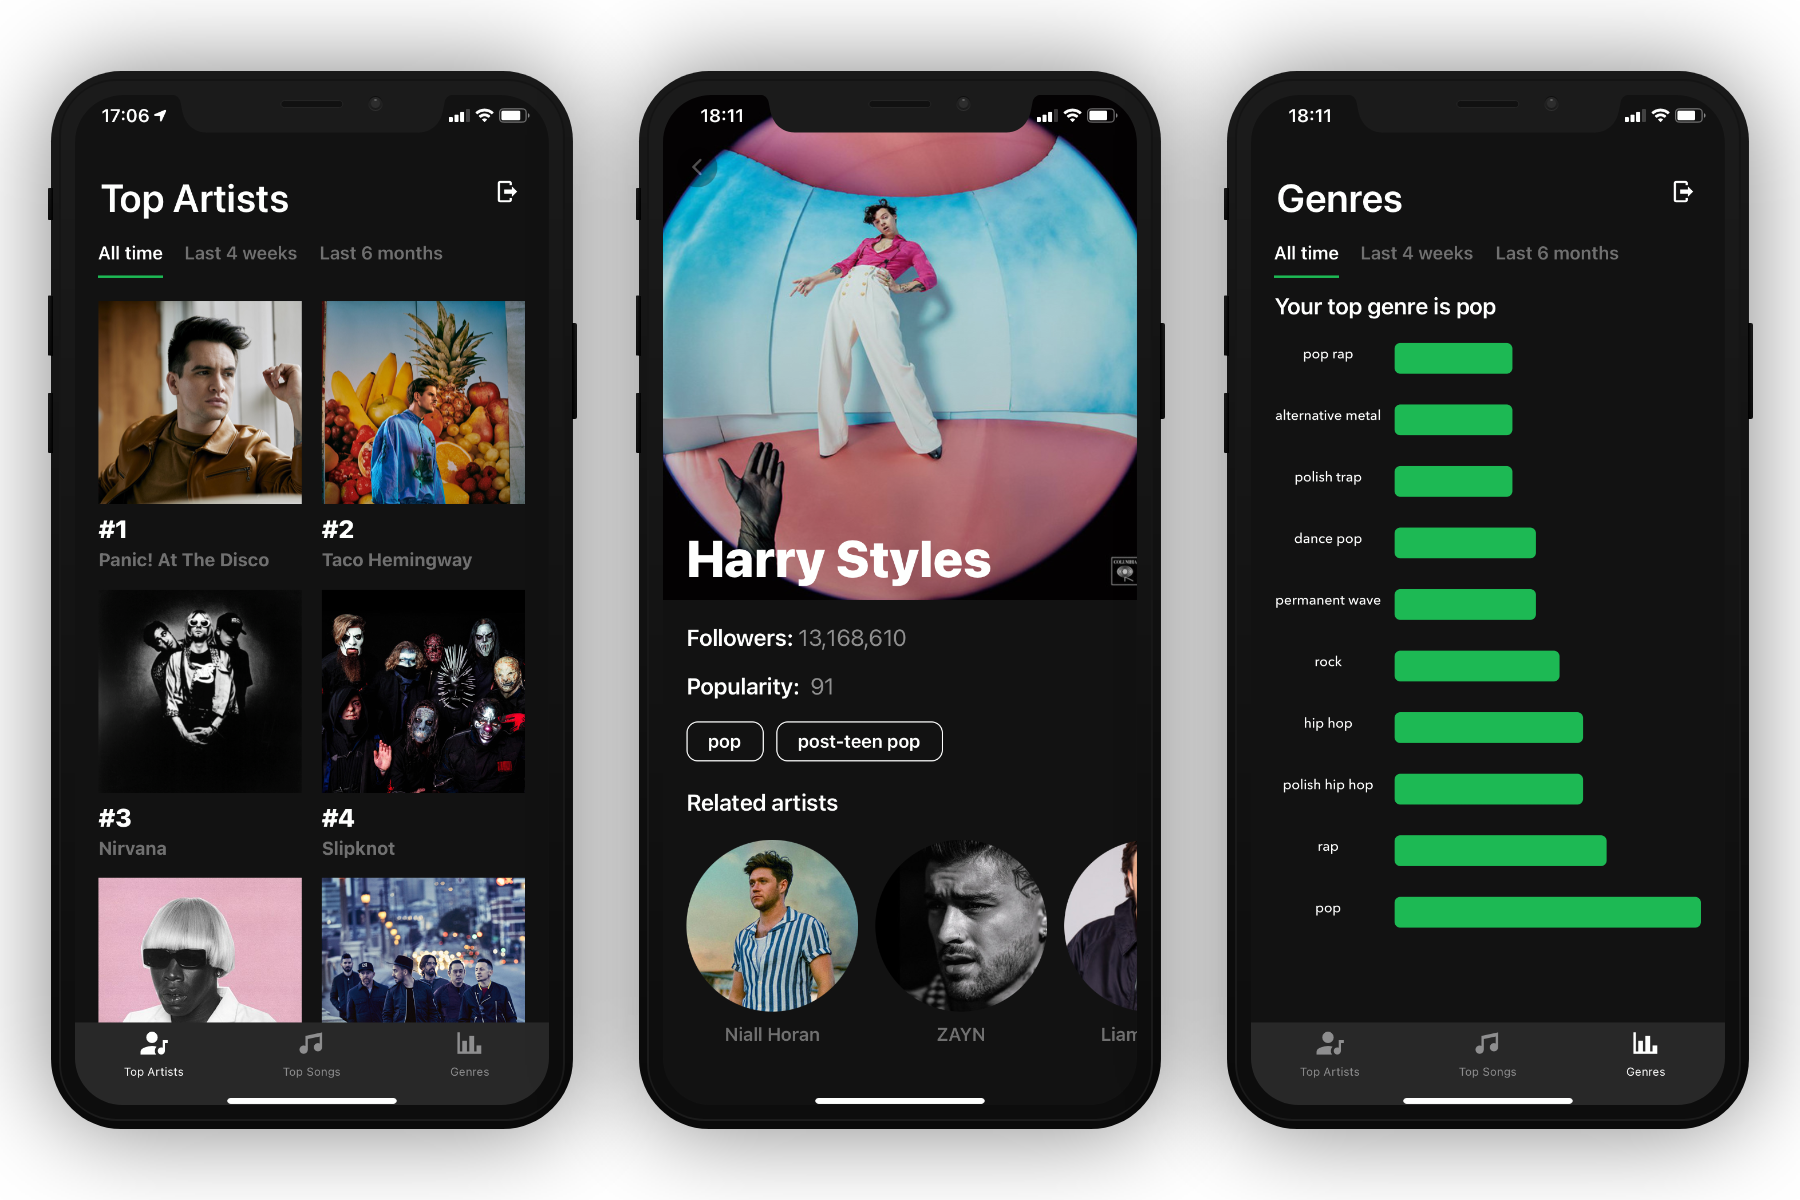 17:06
Top Artists
All time Last 4 weeks Last 6 months
#1 #2
Panic! At The Disco Taco Hemingway
#3 #4
Nirvana Slipknot
Top Artists Top Songs Genres
18:11
Harry Styles
COLUMBIA
Followers: 13,168,610
Popularity: 91
pop post-teen pop
Related artists
Niall Horan ZAYN Liam
18:11
Genres
All time Last 4 weeks Last 6 months
Your top genre is pop
pop rap
alternative metal
polish trap
dance pop
permanent wave
rock
hip hop
polish hip hop
rap
pop
Top Artists Top Songs Genres